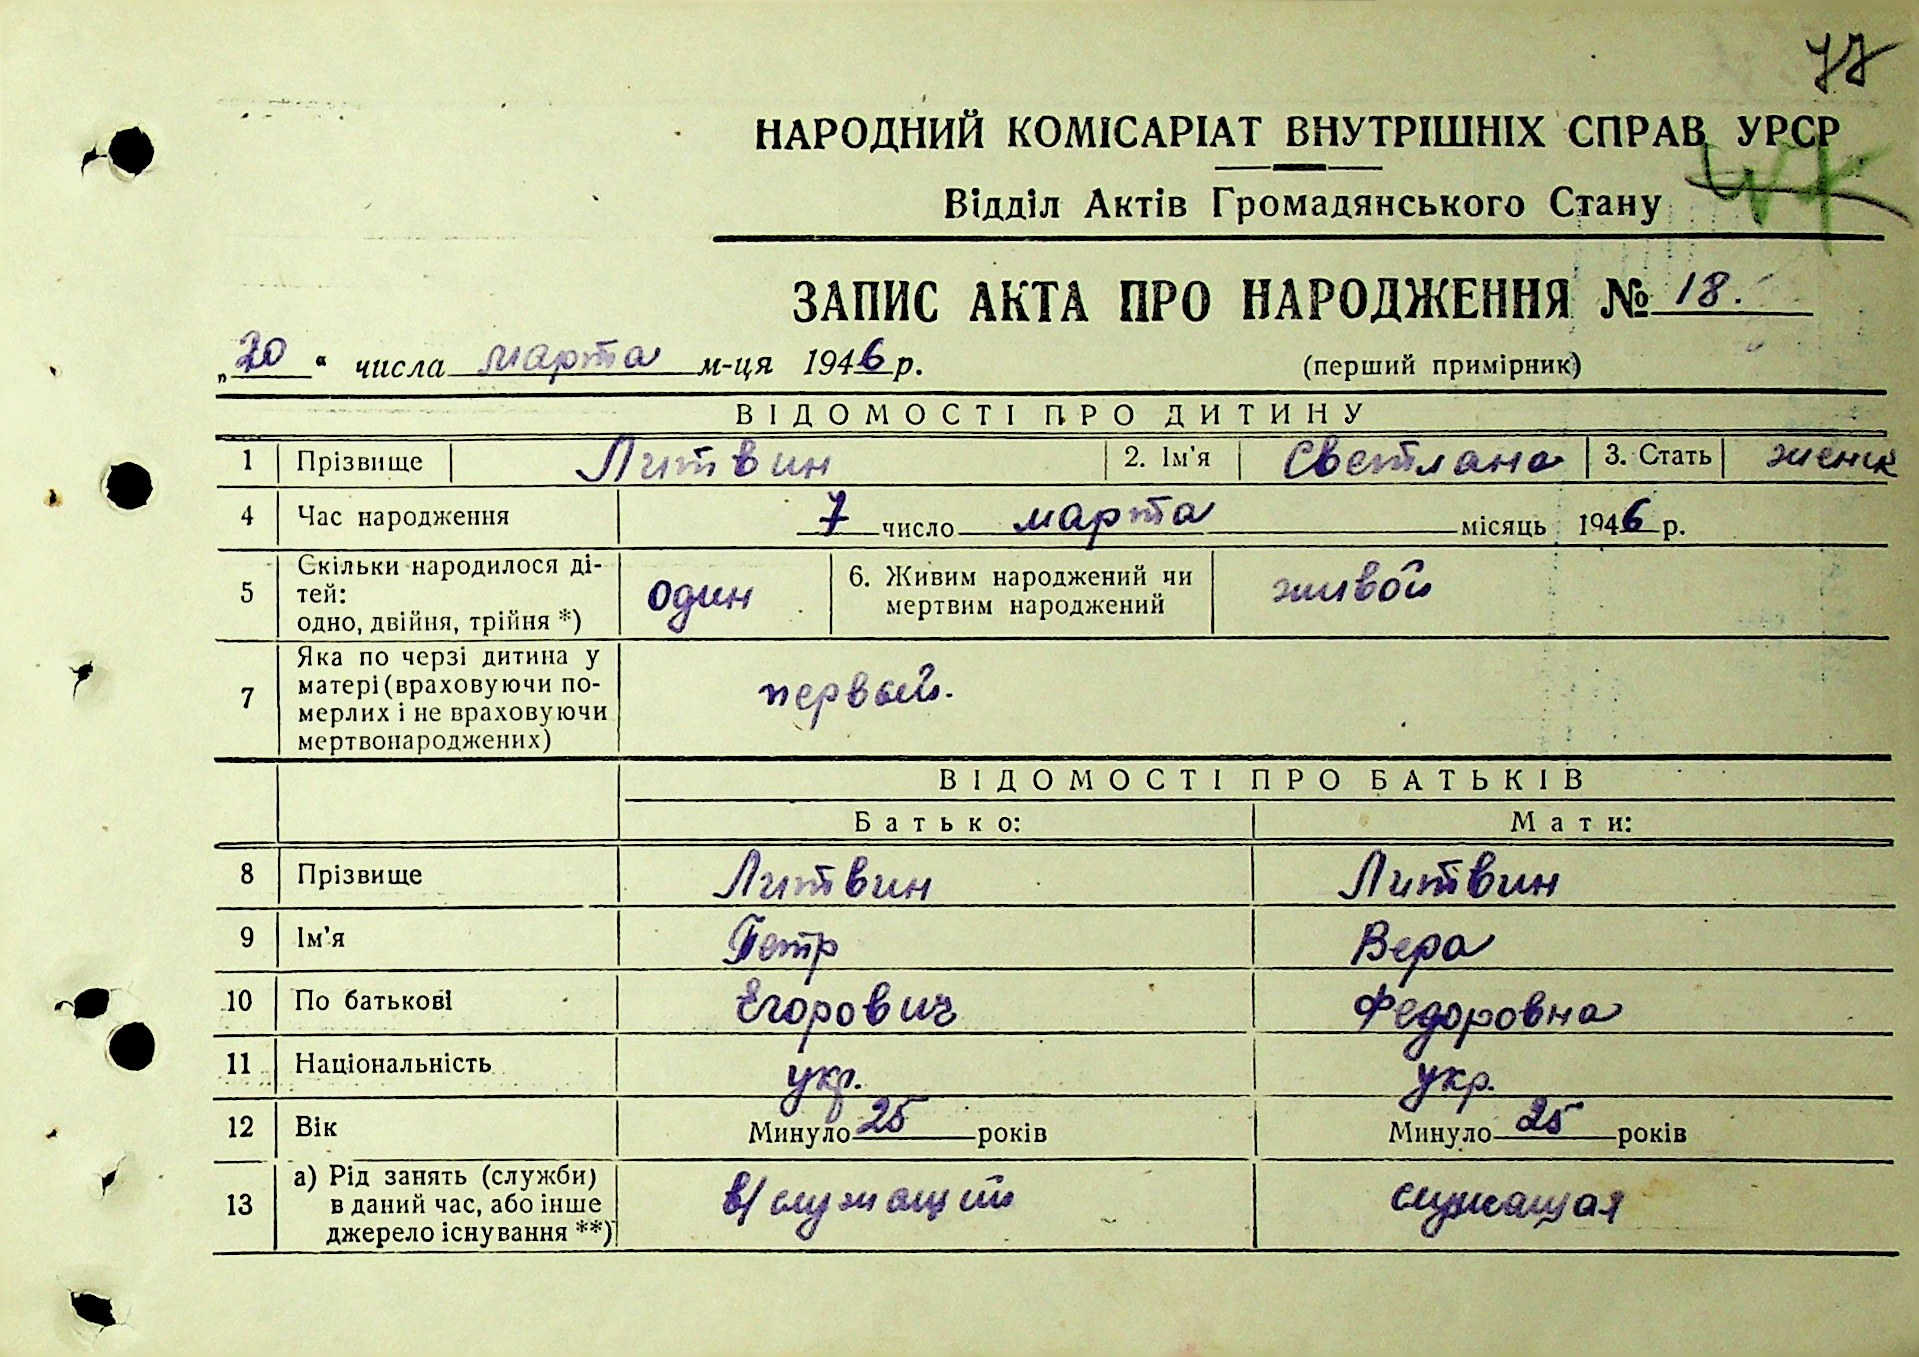 77
НАРОДНИЙ КОМІСАРІАТ ВНУТРІШНІХ СПРАВ УРСР
Відділ Актів Громадянського Стану
ЗАПИС АКТА ПРО НАРОДЖЕННЯ № 18.
„20“ числа марта м-ця 1946 р. (перший примірник)
ВІДОМОСТІ ПРО ДИТИНУ
1 Прізвище Литвин 2. Ім'я Светлана 3. Стать женск
4 Час народження 7 число марта місяць 1946 р.
5 Скільки народилося ді-
тей:
одно, двійня, трійня *) один 6. Живим народжений чи
мертвим народжений живой
7 Яка по черзі дитина у
матері (враховуючи по-
мерлих і не враховуючи
мертвонароджених) первый.
ВІДОМОСТІ ПРО БАТЬКІВ
Батько: Мати:
8 Прізвище Литвин Литвин
9 Ім'я Петр Вера
10 По батькові Егорович Федоровна
11 Національність укр. укр.
12 Вік Минуло 25 років Минуло 25 років
13 а) Рід занять (служби)
в даний час, або інше
джерело існування **) в/служащий служащая